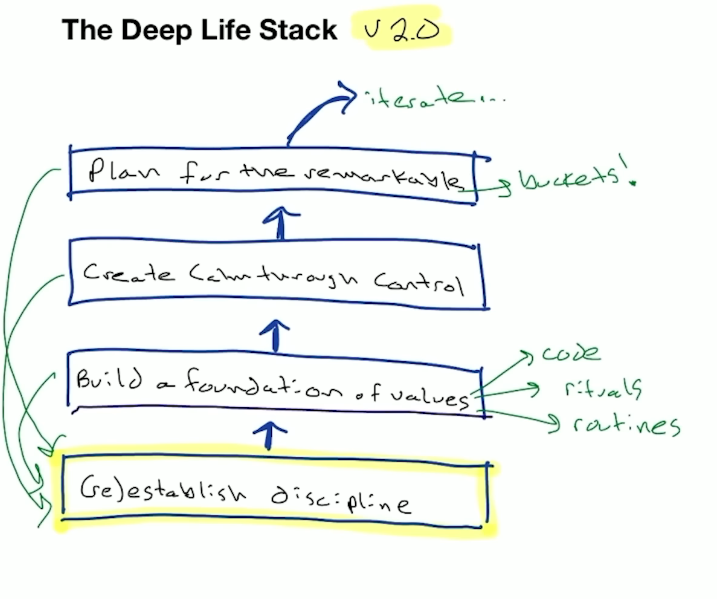 The Deep Life Stack v 2.0
iterate...
Plan for the remarkable
buckets!
Create Calm through Control
code
Build a foundation of values
rituals
routines
(re)establish discipline